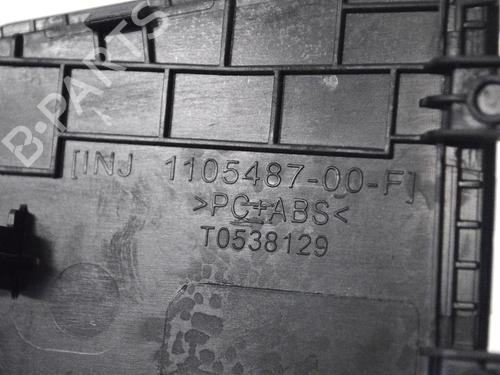 B-PARTS
[INJ 1105487-00-F]
>PC+ABS<
T0538129